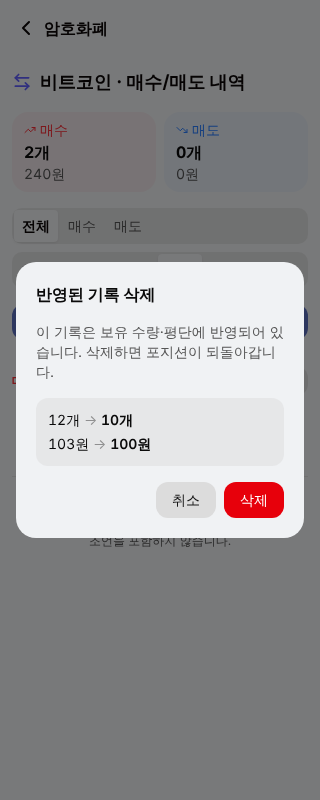 암호화폐
비트코인 · 매수/매도 내역
매수
2개
240원
매도
0개
0원
전체 매수 매도
반영된 기록 삭제
이 기록은 보유 수량·평단에 반영되어 있
습니다. 삭제하면 포지션이 되돌아갑니
다.
12개 → 10개
103원 → 100원
취소 삭제
조언을 포함하지 않습니다.